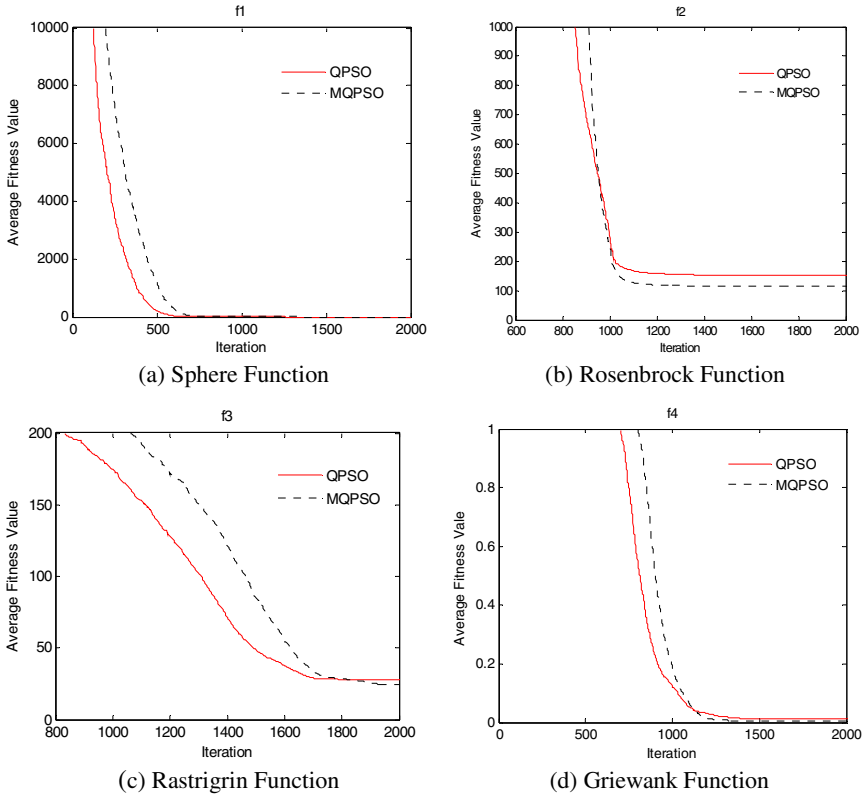 f1
10000
8000
6000
4000
2000
0
0 500 1000 1500 2000
Average Fitness Value
Iteration
QPSO
MQPSO
(a) Sphere Function
f2
1000
900
800
700
600
500
400
300
200
100
0
600 800 1000 1200 1400 1600 1800 2000
Average Fitness Value
Iteration
QPSO
MQPSO
(b) Rosenbrock Function
f3
200
150
100
50
0
800 1000 1200 1400 1600 1800 2000
Average Fitness Value
Iteration
QPSO
MQPSO
(c) Rastrigrin Function
f4
1
0.8
0.6
0.4
0.2
0
0 500 1000 1500 2000
Average Fitness Vale
Iteration
QPSO
MQPSO
(d) Griewank Function